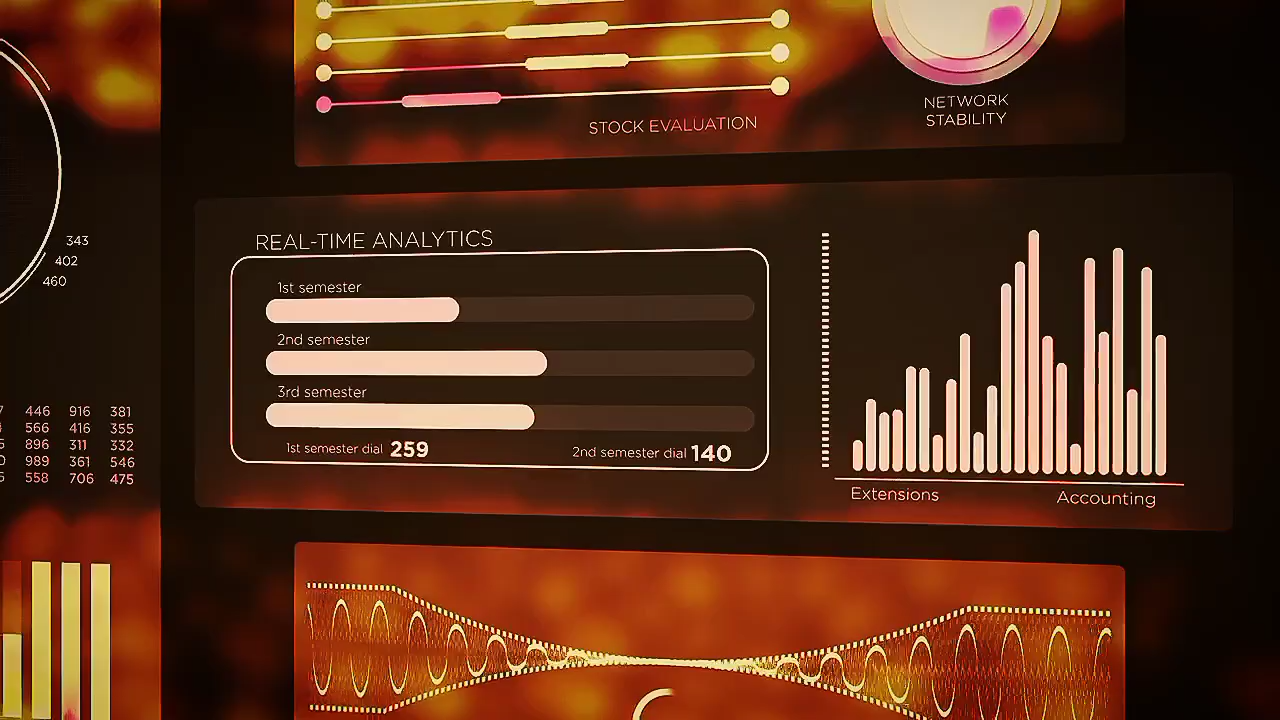 STOCK EVALUATION
NETWORK
STABILITY
343
402
460
REAL-TIME ANALYTICS
1st semester
2nd semester
3rd semester
1st semester dial 259
2nd semester dial 140
Extensions
Accounting
446 916 381
566 416 355
896 311 332
989 361 546
558 706 475